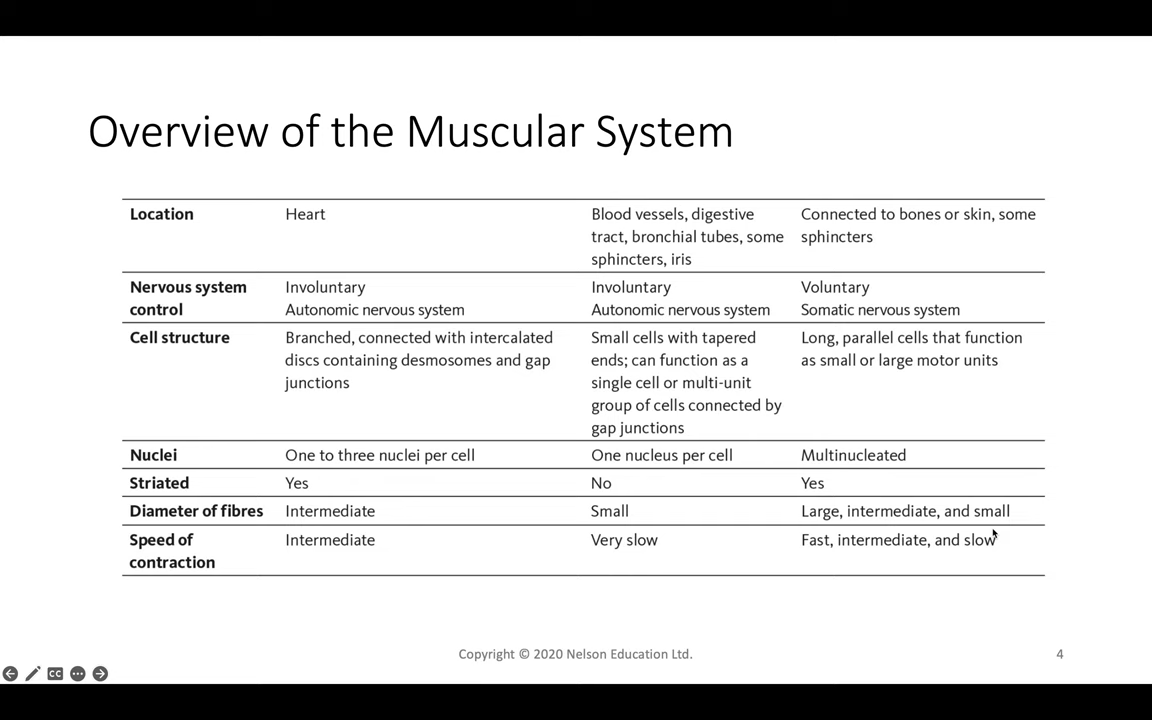 Overview of the Muscular System
Location
Heart
Blood vessels, digestive
tract, bronchial tubes, some
sphincters, iris
Connected to bones or skin, some
sphincters
Nervous system
control
Involuntary
Autonomic nervous system
Involuntary
Autonomic nervous system
Voluntary
Somatic nervous system
Cell structure
Branched, connected with intercalated
discs containing desmosomes and gap
junctions
Small cells with tapered
ends; can function as a
single cell or multi-unit
group of cells connected by
gap junctions
Long, parallel cells that function
as small or large motor units
Nuclei
One to three nuclei per cell
One nucleus per cell
Multinucleated
Striated
Yes
No
Yes
Diameter of fibres
Intermediate
Small
Large, intermediate, and small
Speed of
contraction
Intermediate
Very slow
Fast, intermediate, and slow
Copyright © 2020 Nelson Education Ltd.
4
CC